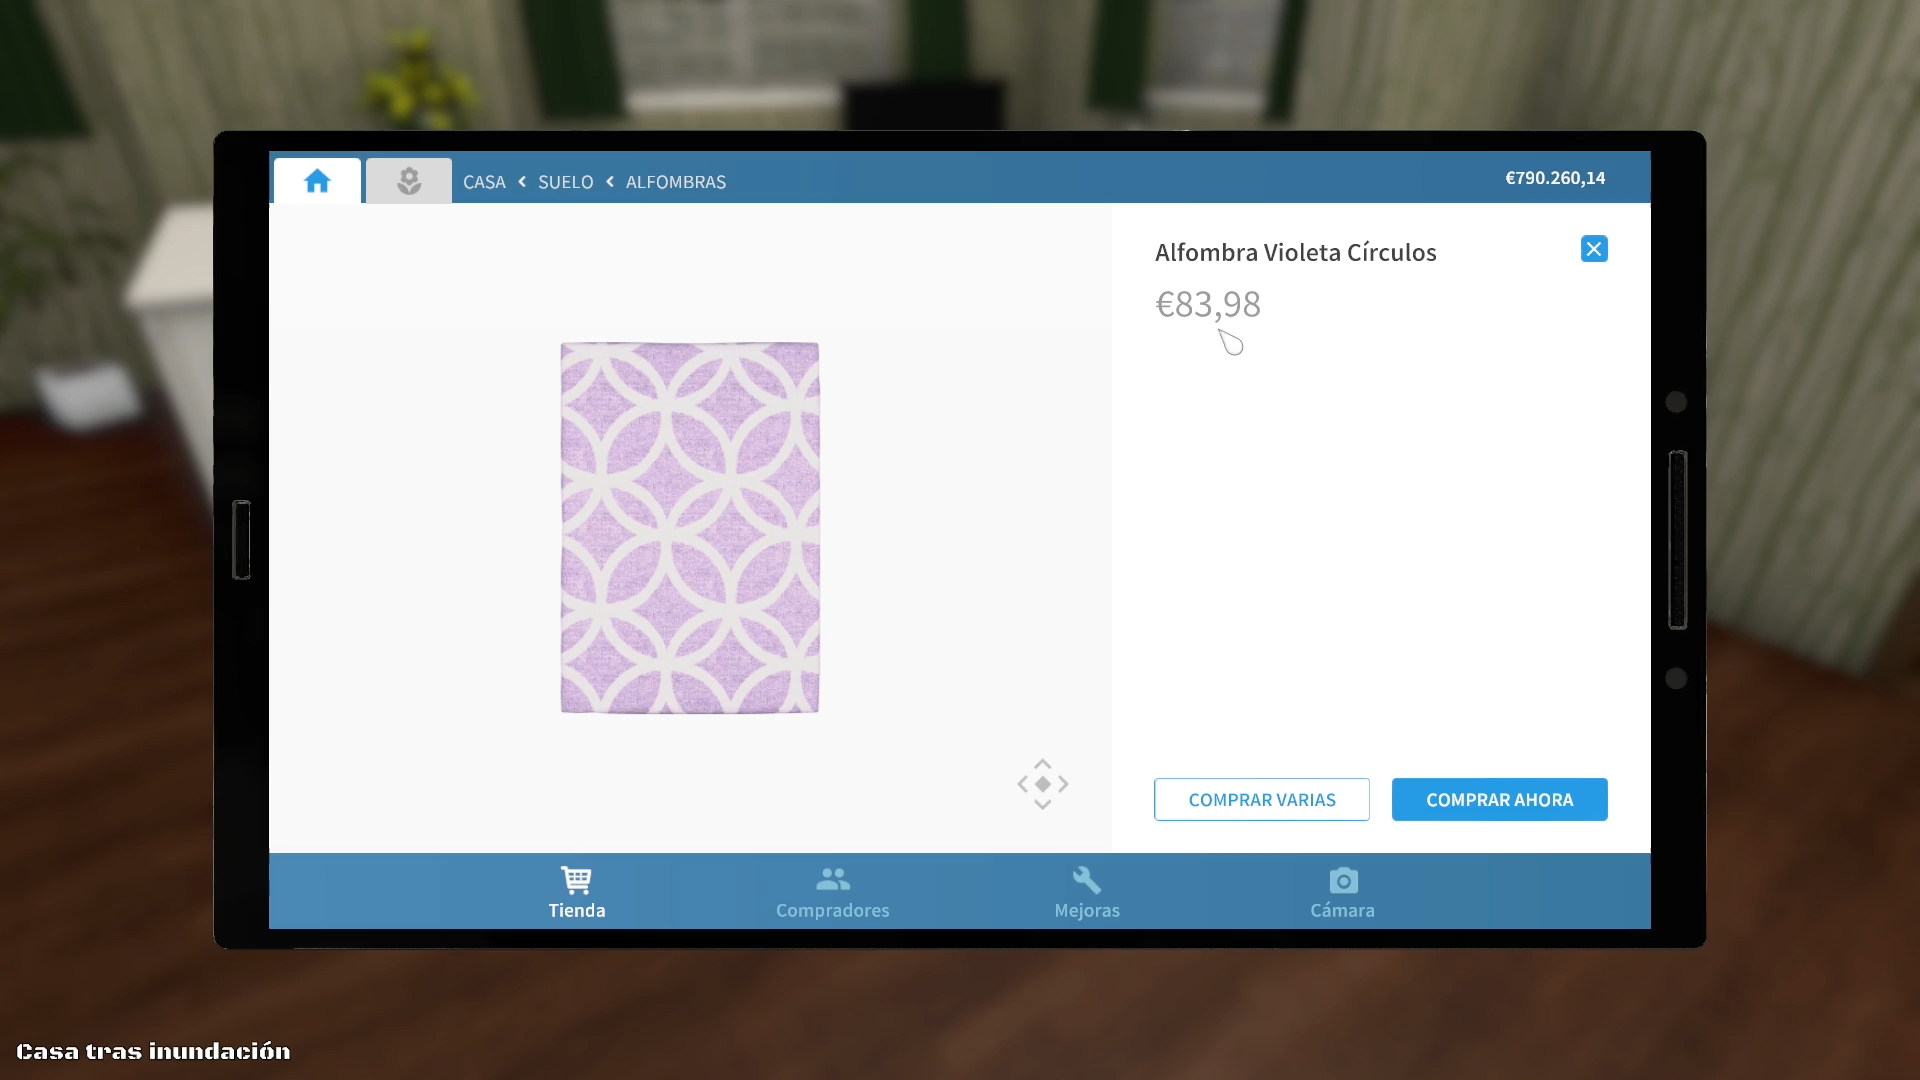 CASA < SUELO < ALFOMBRAS
€790.260,14
Alfombra Violeta Círculos
€83,98
COMPRAR VARIAS
COMPRAR AHORA
Tienda
Compradores
Mejoras
Cámara
Casa tras inundación